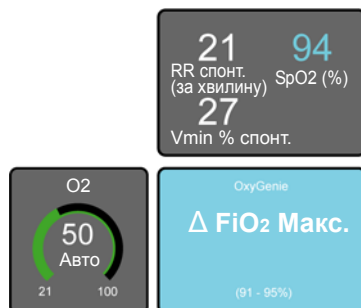 21 94
RR спонт.
(за хвилину) SpO2 (%)
27
Vmin % спонт.
O2
50
Авто
21 100
OxyGenie
Δ FiO₂ Макс.
(91 - 95%)